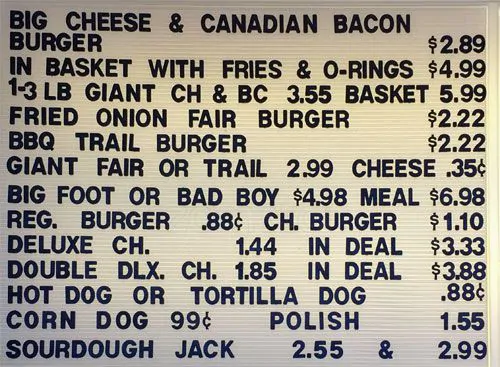 BIG CHEESE & CANADIAN BACON
BURGER $2.89
IN BASKET WITH FRIES & O-RINGS $4.99
1-3 LB GIANT CH & BC 3.55 BASKET 5.99
FRIED ONION FAIR BURGER $2.22
BBQ TRAIL BURGER $2.22
GIANT FAIR OR TRAIL 2.99 CHEESE .35¢
BIG FOOT OR BAD BOY $4.98 MEAL $6.98
REG. BURGER .88¢ CH. BURGER $1.10
DELUXE CH. 1.44 IN DEAL $3.33
DOUBLE DLX. CH. 1.85 IN DEAL $3.88
HOT DOG OR TORTILLA DOG .88¢
CORN DOG 99¢ POLISH 1.55
SOURDOUGH JACK 2.55 & 2.99